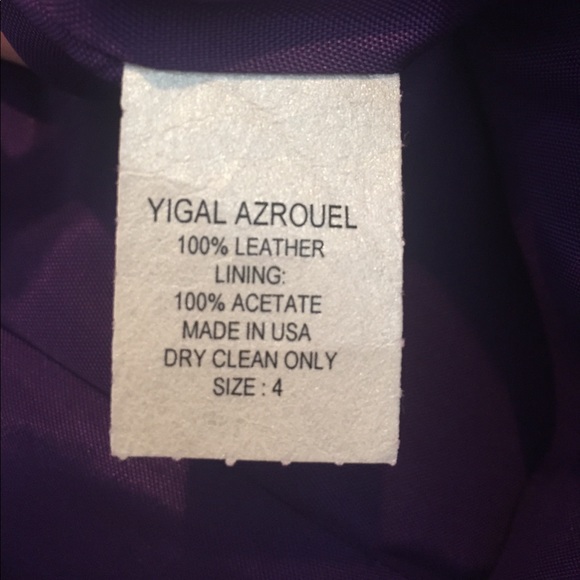 YIGAL AZROUEL
100% LEATHER
LINING:
100% ACETATE
MADE IN USA
DRY CLEAN ONLY
SIZE : 4